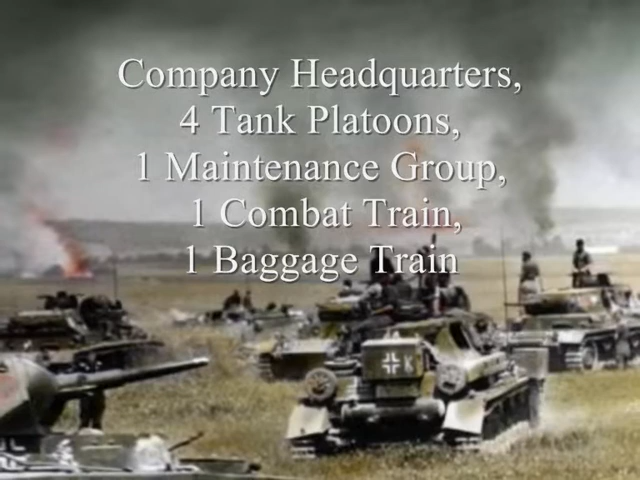 Company Headquarters,
4 Tank Platoons,
1 Maintenance Group,
1 Combat Train,
1 Baggage Train
K